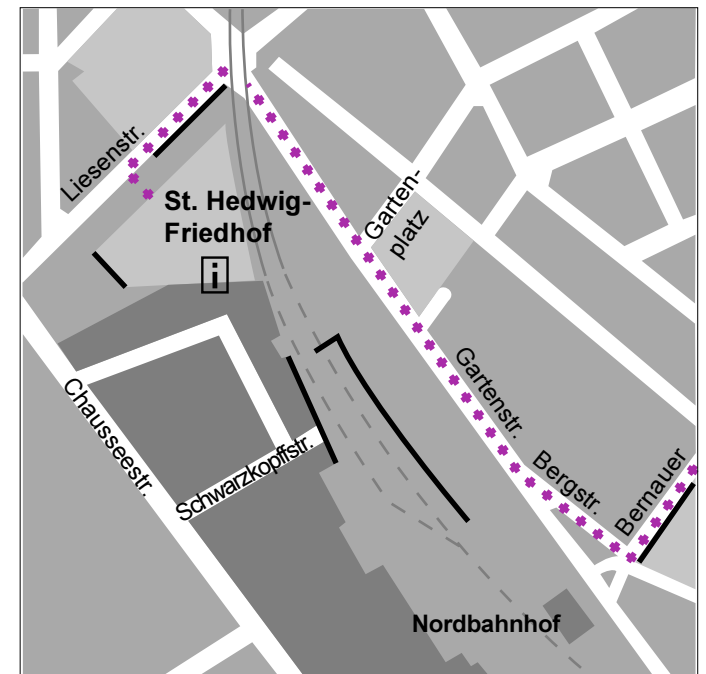 Liesenstr.
St. Hedwig-
Friedhof
i
Garten-
platz
Gartenstr.
Chausseestr.
Schwarzkopffstr.
Bergstr.
Bernauer
Nordbahnhof